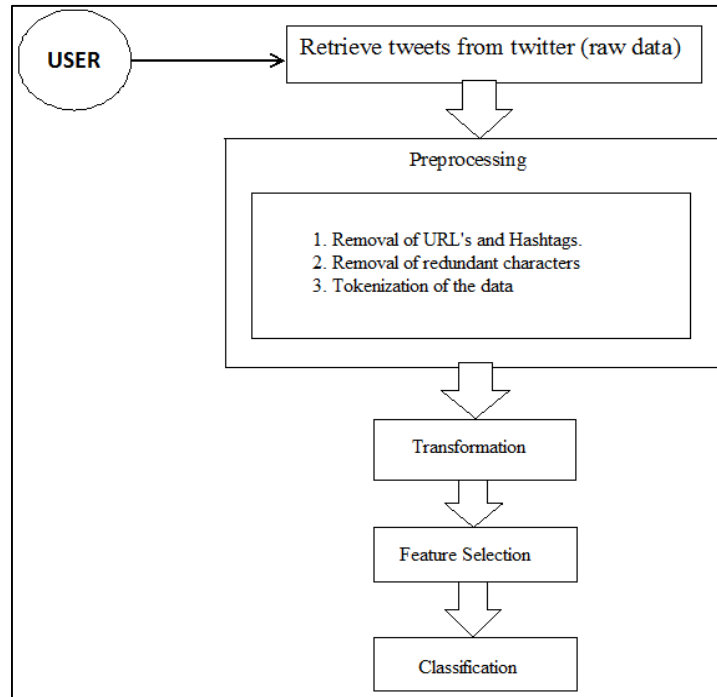 USER
Retrieve tweets from twitter (raw data)
Preprocessing
1. Removal of URL's and Hashtags.
2. Removal of redundant characters
3. Tokenization of the data
Transformation
Feature Selection
Classification